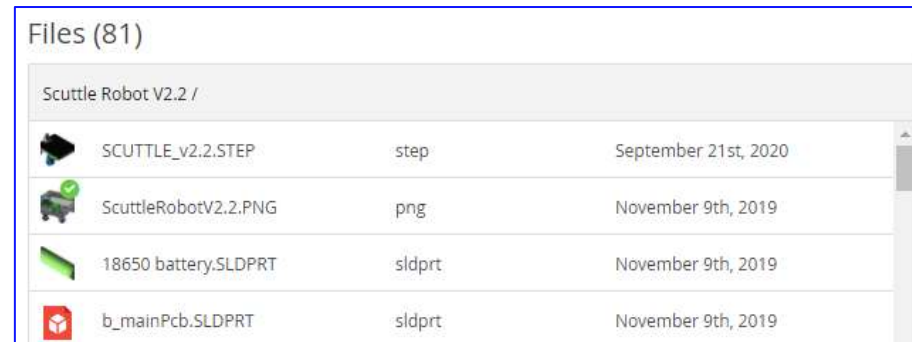 Files (81)
Scuttle Robot V2.2 /
SCUTTLE_v2.2.STEP step September 21st, 2020
ScuttleRobotV2.2.PNG png November 9th, 2019
18650 battery.SLDPRT sldprt November 9th, 2019
b_mainPcb.SLDPRT sldprt November 9th, 2019